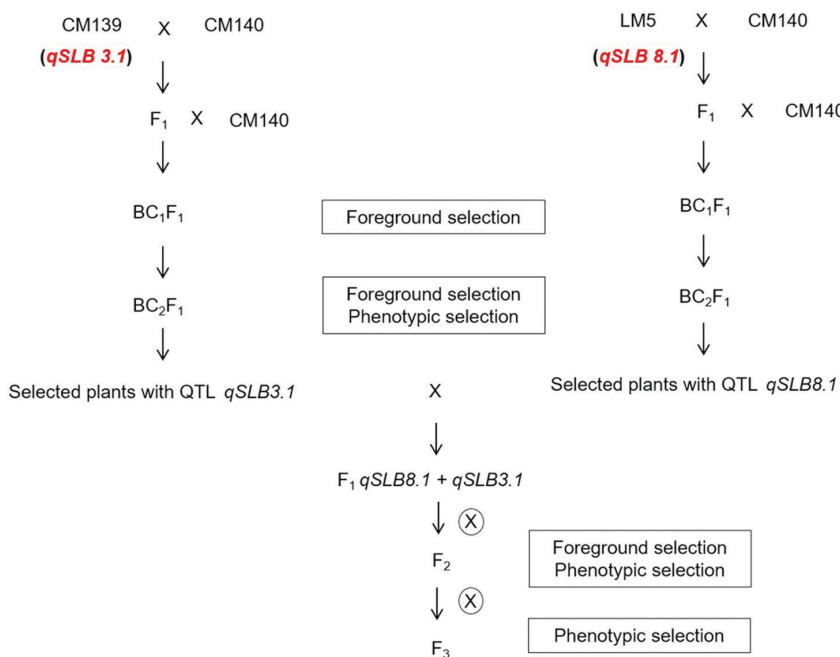 CM139 X CM140
(qSLB 3.1)
LM5 X CM140
(qSLB 8.1)
F₁ X CM140
F₁ X CM140
BC₁F₁
Foreground selection
BC₁F₁
BC₂F₁
Foreground selection
Phenotypic selection
BC₂F₁
Selected plants with QTL qSLB3.1
X
Selected plants with QTL qSLB8.1
F₁ qSLB8.1 + qSLB3.1
X
F₂
Foreground selection
Phenotypic selection
X
F₃
Phenotypic selection